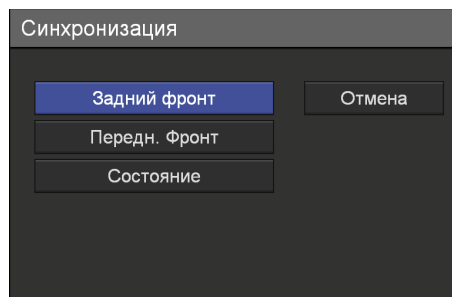 Синхронизация
Задний фронт
Отмена
Передн. Фронт
Состояние